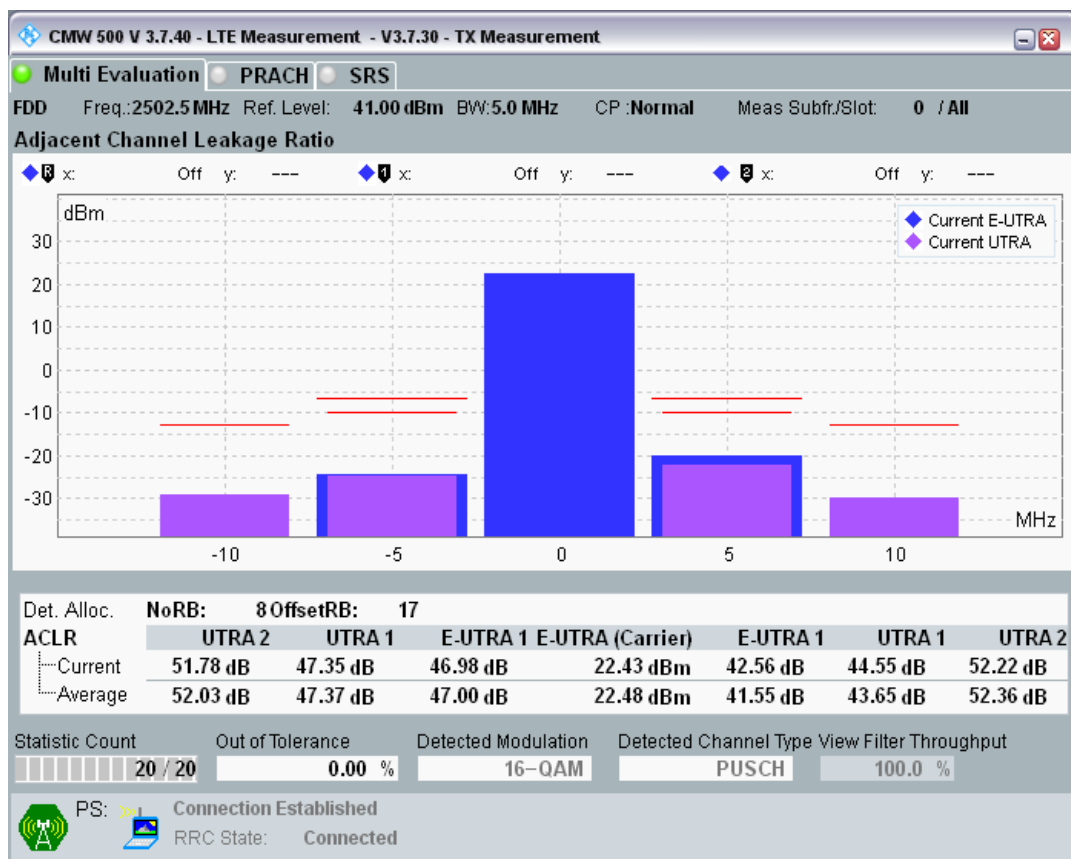 CMW 500 V 3.7.40 - LTE Measurement - V3.7.30 - TX Measurement
Multi Evaluation PRACH SRS
FDD Freq.:2502.5 MHz Ref. Level: 41.00 dBm BW:5.0 MHz CP :Normal Meas Subfr./Slot: 0 / All
Adjacent Channel Leakage Ratio
R x: Off y: --- 1 x: Off y: --- 2 x: Off y: ---
dBm
Current E-UTRA
Current UTRA
30
20
10
0
-10
-20
-30
MHz
-10 -5 0 5 10
Det. Alloc. NoRB: 8 OffsetRB: 17
ACLR UTRA 2 UTRA 1 E-UTRA 1 E-UTRA (Carrier) E-UTRA 1 UTRA 1 UTRA 2
Current 51.78 dB 47.35 dB 46.98 dB 22.43 dBm 42.56 dB 44.55 dB 52.22 dB
Average 52.03 dB 47.37 dB 47.00 dB 22.48 dBm 41.55 dB 43.65 dB 52.36 dB
Statistic Count Out of Tolerance Detected Modulation Detected Channel Type View Filter Throughput
20 / 20 0.00 % 16-QAM PUSCH 100.0 %
PS: Connection Established
RRC State: Connected